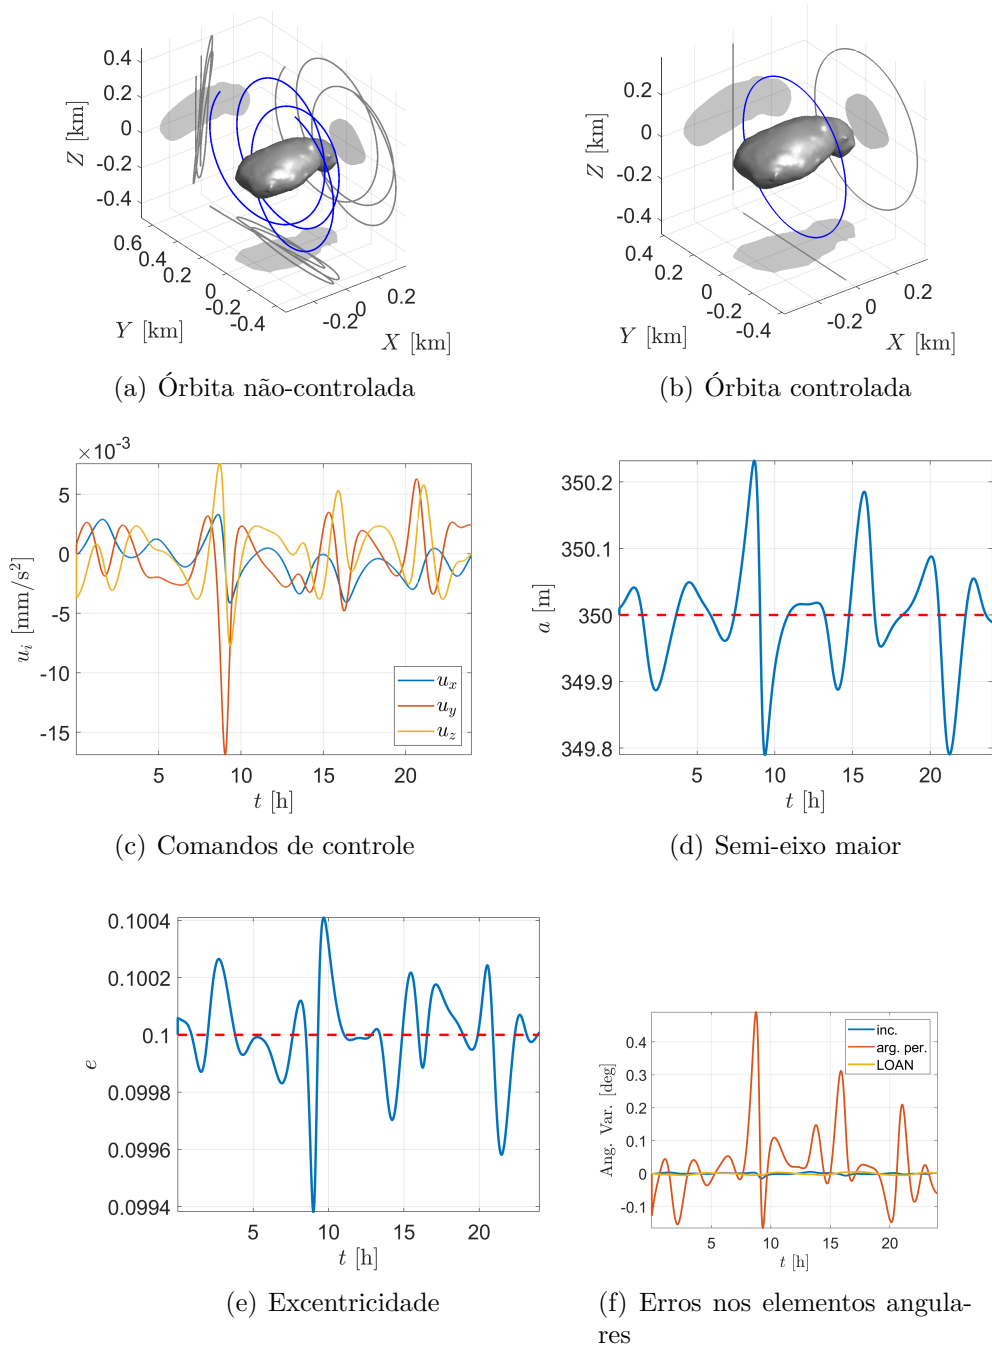 0.4
0.2
0
-0.2
-0.4
Z [km]
0.6
0.4
0.2
0
-0.2
-0.4
Y [km]
-0.2
0
0.2
X [km]
(a) Órbita não-controlada
0.2
0
-0.2
-0.4
Z [km]
0.6
0.4
0.2
0
-0.2
-0.4
Y [km]
-0.2
0
0.2
X [km]
(b) Órbita controlada
×10⁻³
5
0
-5
-10
-15
u_i [mm/s²]
u_x
u_y
u_z
5 10 15 20
t [h]
(c) Comandos de controle
350.2
350.1
350
349.9
349.8
a [m]
5 10 15 20
t [h]
(d) Semi-eixo maior
0.1004
0.1002
0.1
0.0998
0.0996
0.0994
e
5 10 15 20
t [h]
(e) Excentricidade
0.4
0.3
0.2
0.1
0
-0.1
Ang. Var. [deg]
inc.
arg. per.
LOAN
5 10 15 20
t [h]
(f) Erros nos elementos angula-
res